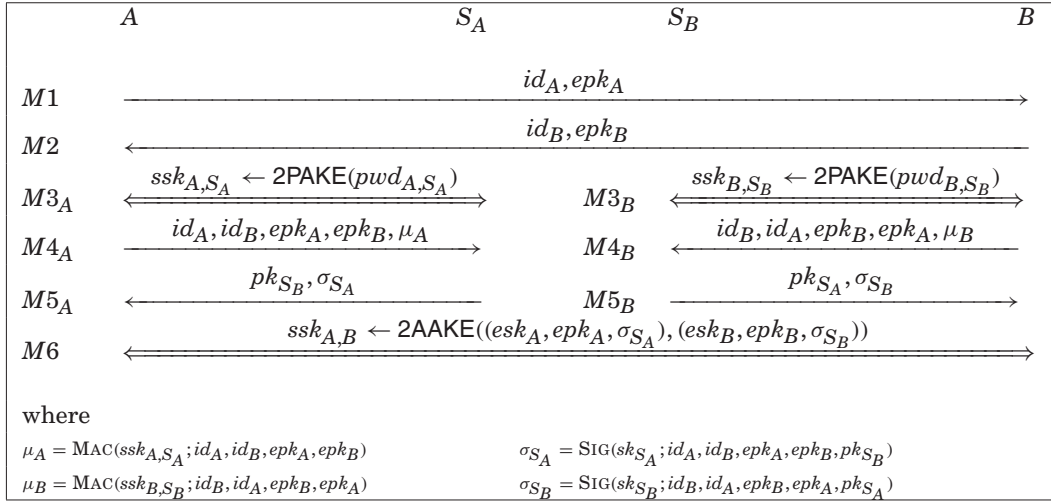 A S_A S_B B
id_A, epk_A
M1
id_B, epk_B
M2
ssk_{A,S_A} ← 2PAKE(pwd_{A,S_A}) ssk_{B,S_B} ← 2PAKE(pwd_{B,S_B})
M3_A M3_B
id_A, id_B, epk_A, epk_B, μ_A id_B, id_A, epk_B, epk_A, μ_B
M4_A M4_B
pk_{S_B}, σ_{S_A} pk_{S_A}, σ_{S_B}
M5_A M5_B
ssk_{A,B} ← 2AAKE((esk_A, epk_A, σ_{S_A}), (esk_B, epk_B, σ_{S_B}))
M6
where
μ_A = MAC(ssk_{A,S_A}; id_A, id_B, epk_A, epk_B) σ_{S_A} = SIG(sk_{S_A}; id_A, id_B, epk_A, epk_B, pk_{S_B})
μ_B = MAC(ssk_{B,S_B}; id_B, id_A, epk_B, epk_A) σ_{S_B} = SIG(sk_{S_B}; id_B, id_A, epk_B, epk_A, pk_{S_A})